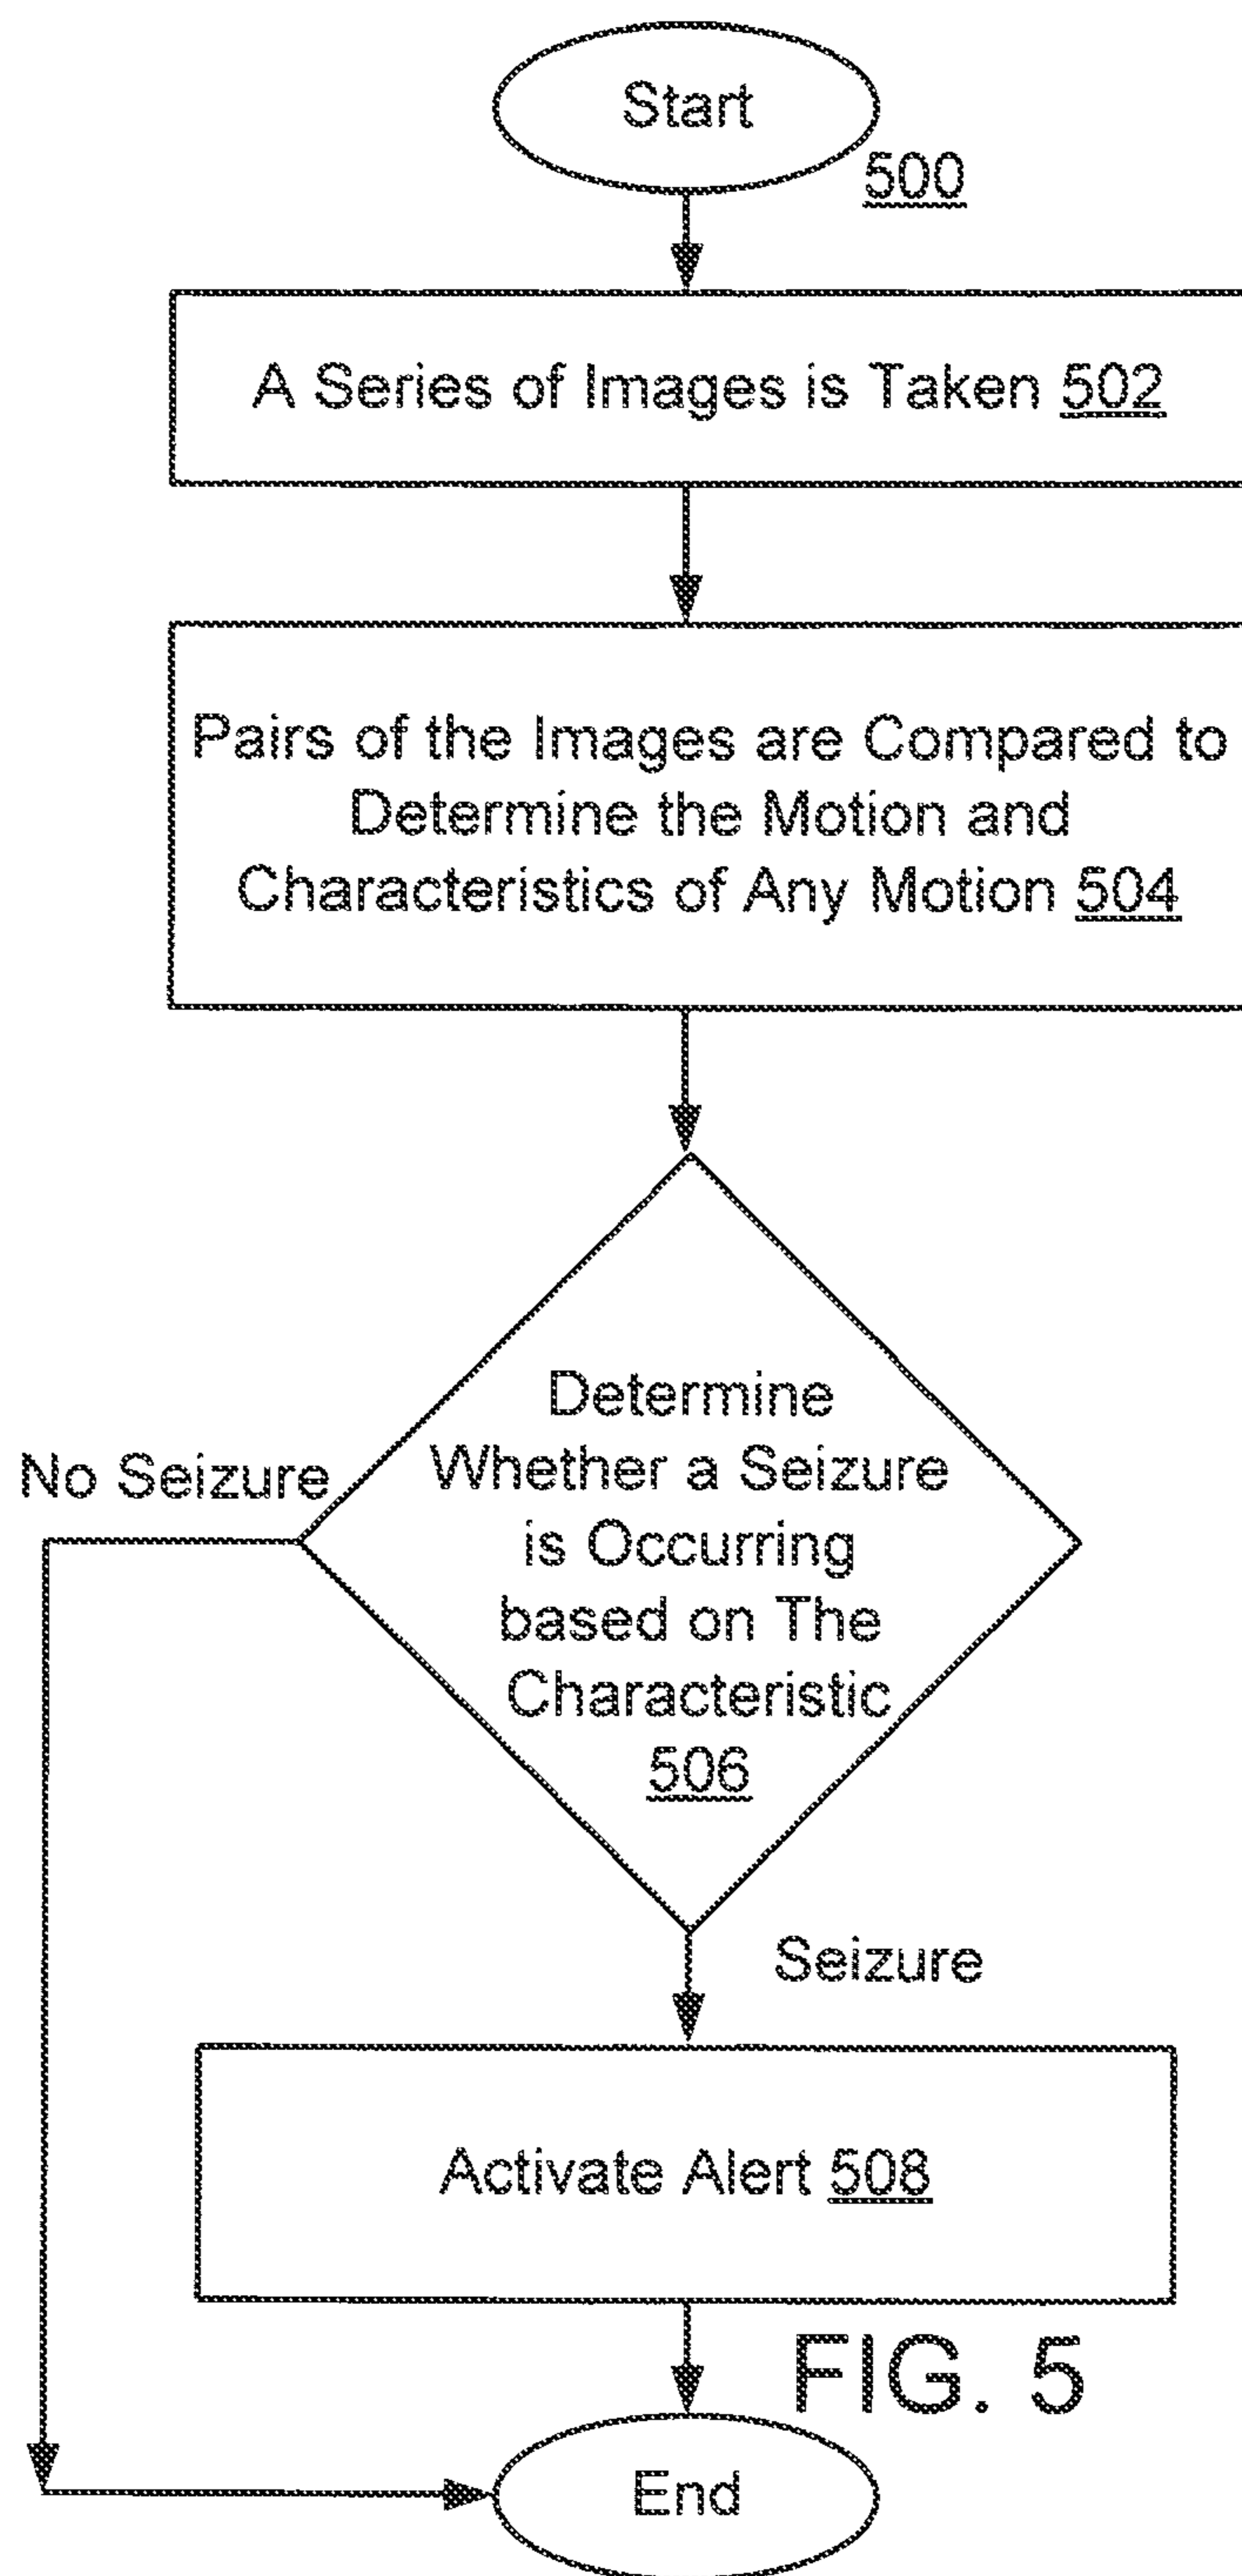 Start
500
A Series of Images is Taken 502
Pairs of the Images are Compared to
Determine the Motion and
Characteristics of Any Motion 504
Determine
Whether a Seizure
is Occurring
based on The
Characteristic
506
No Seizure
Seizure
Activate Alert 508
FIG. 5
End